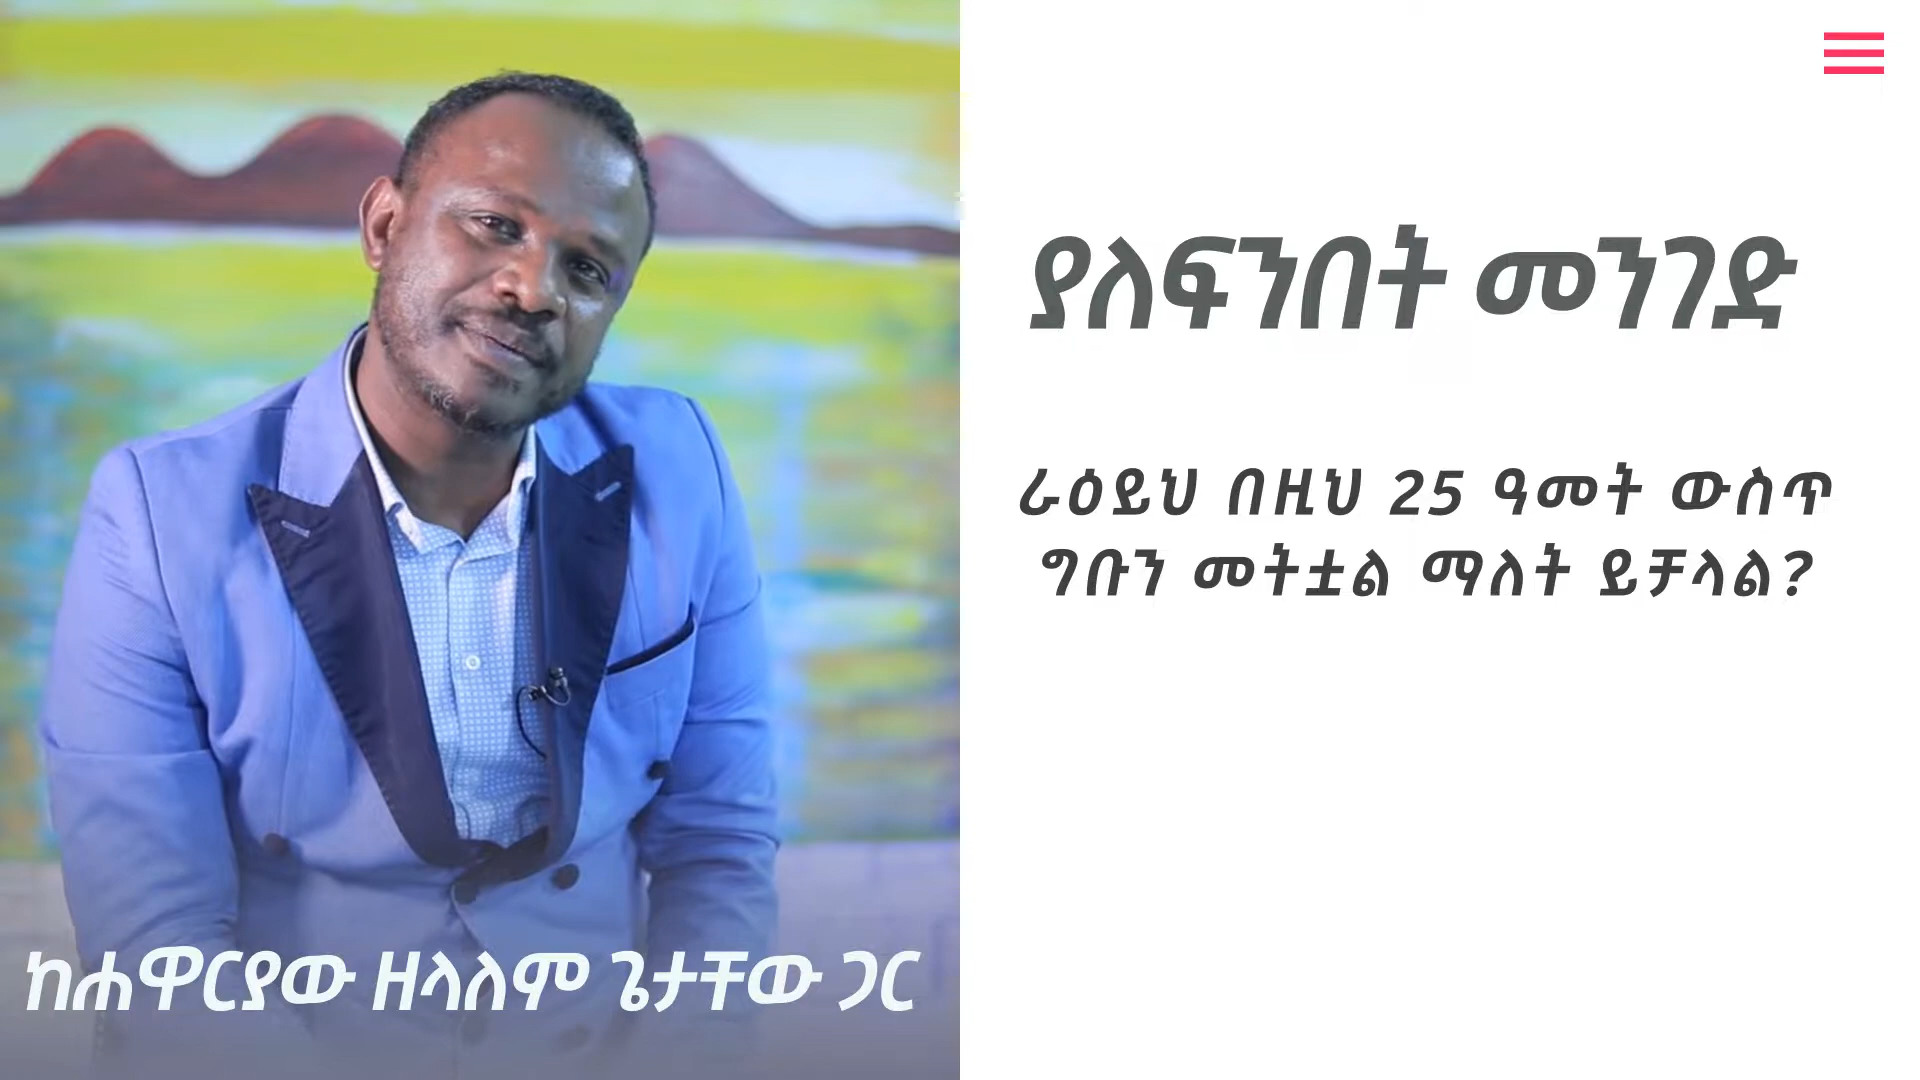 ያለፍንበት መንገድ
ራዕይህ በዚህ 25 ዓመት ውስጥ
ግቡን መትቷል ማለት ይቻላል?
ከሐዋርያው ዘላለም ጌታቸው ጋር